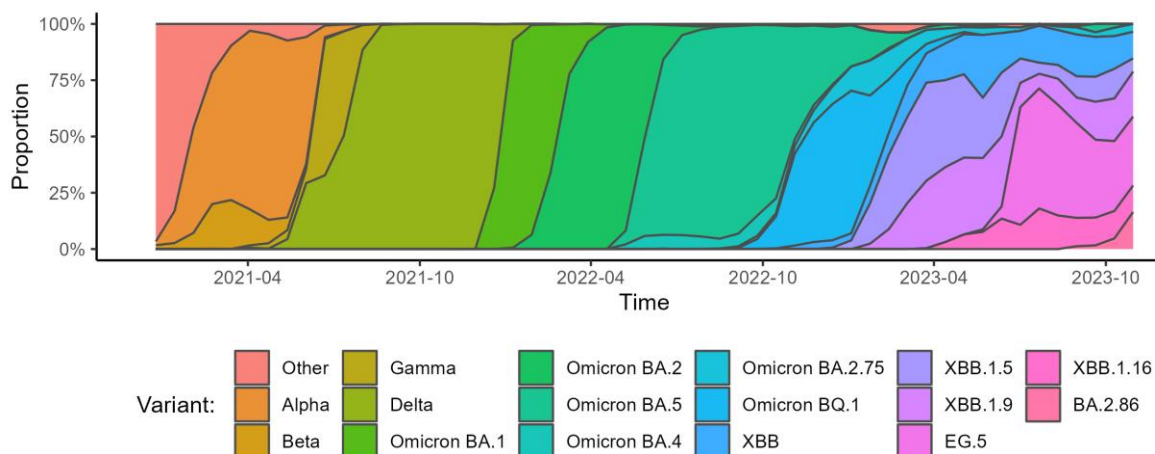 100%
75%
50%
25%
0%
Proportion
2021-04 2021-10 2022-04 2022-10 2023-04 2023-10
Time
Variant:
Other Gamma Omicron BA.2 Omicron BA.2.75 XBB.1.5 XBB.1.16
Alpha Delta Omicron BA.5 Omicron BQ.1 XBB.1.9 BA.2.86
Beta Omicron BA.1 Omicron BA.4 XBB EG.5